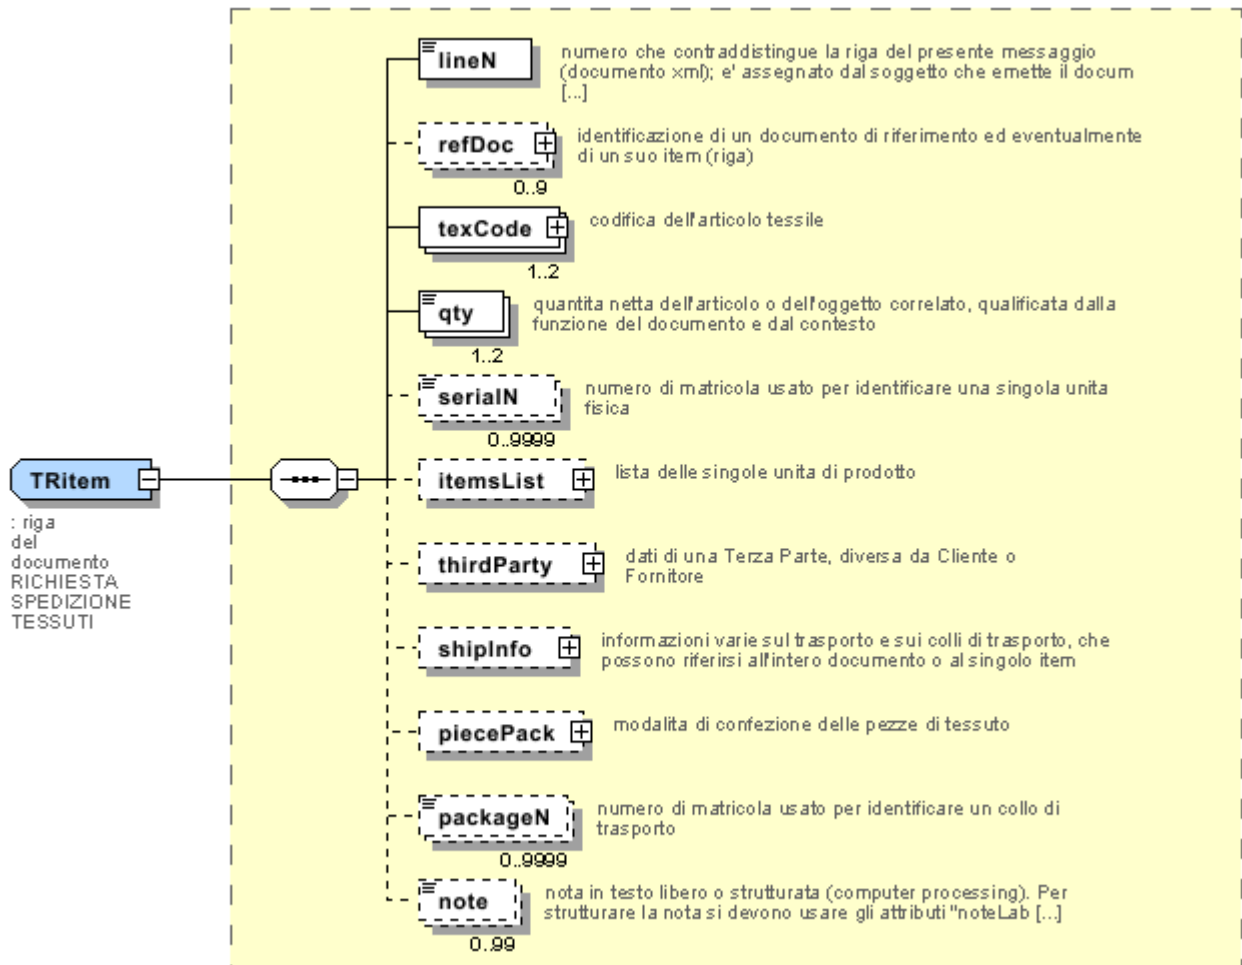 lineN
numero che contraddistingue la riga del presente messaggio
(documento xml); e' assegnato dal soggetto che emette il docum
[...]
refDoc
identificazione di un documento di riferimento ed eventualmente
di un suo item (riga)
0..9
texCode
codifica dell'articolo tessile
1..2
qty
quantita netta dell'articolo o dell'oggetto correlato, qualificata dalla
funzione del documento e dal contesto
1..2
serialN
numero di matricola usato per identificare una singola unita
fisica
0..9999
TRitem
: riga
del
documento
RICHIESTA
SPEDIZIONE
TESSUTI
itemsList
lista delle singole unita di prodotto
thirdParty
dati di una Terza Parte, diversa da Cliente o
Fornitore
shipInfo
informazioni varie sul trasporto e sui colli di trasporto, che
possono riferirsi all'intero documento o al singolo item
piecePack
modalita di confezione delle pezze di tessuto
packageN
numero di matricola usato per identificare un collo di
trasporto
0..9999
note
nota in testo libero o strutturata (computer processing). Per
strutturare la nota si devono usare gli attributi "noteLab [...]
0..99